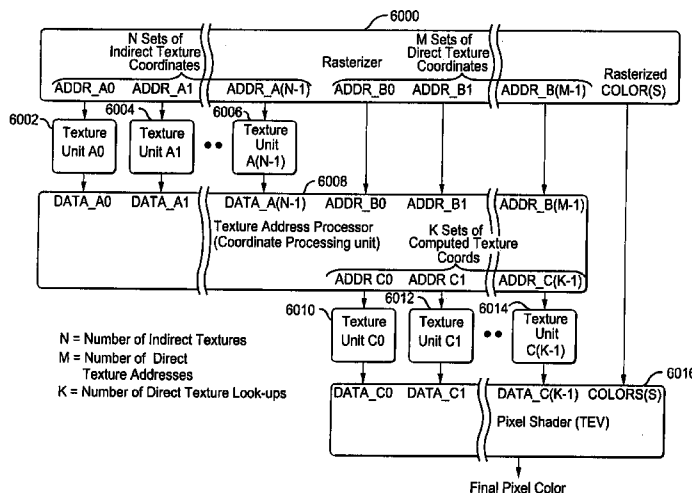 6000
N Sets of
Indirect Texture
Coordinates
M Sets of
Direct Texture
Coordinates
Rasterizer
Rasterized
COLOR(S)
ADDR_A0 ADDR_A1 ADDR_A(N-1) ADDR_B0 ADDR_B1 ADDR_B(M-1)
6002 6004 6006
Texture
Unit A0
Texture
Unit A1
Texture
Unit
A(N-1)
6008
DATA_A0 DATA_A1 DATA_A(N-1) ADDR_B0 ADDR_B1 ADDR_B(M-1)
Texture Address Processor
(Coordinate Processing unit)
K Sets of
Computed Texture
Coords
ADDR C0 ADDR C1 ADDR_C(K-1)
6010 6012 6014
Texture
Unit C0
Texture
Unit C1
Texture
Unit
C(K-1)
N = Number of Indirect Textures
M = Number of Direct
Texture Addresses
K = Number of Direct Texture Look-ups
6016
DATA_C0 DATA_C1 DATA_C(K-1) COLORS(S)
Pixel Shader (TEV)
Final Pixel Color